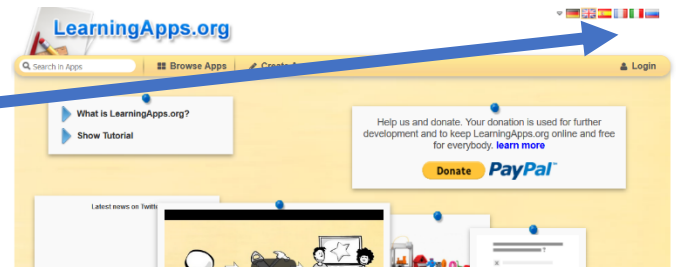 LearningApps.org
Search in Apps
Browse Apps
Login
What is LearningApps.org?
Show Tutorial
Help us and donate. Your donation is used for further
development and to keep LearningApps.org online and free
for everybody. learn more
Donate PayPal
Latest news on
?